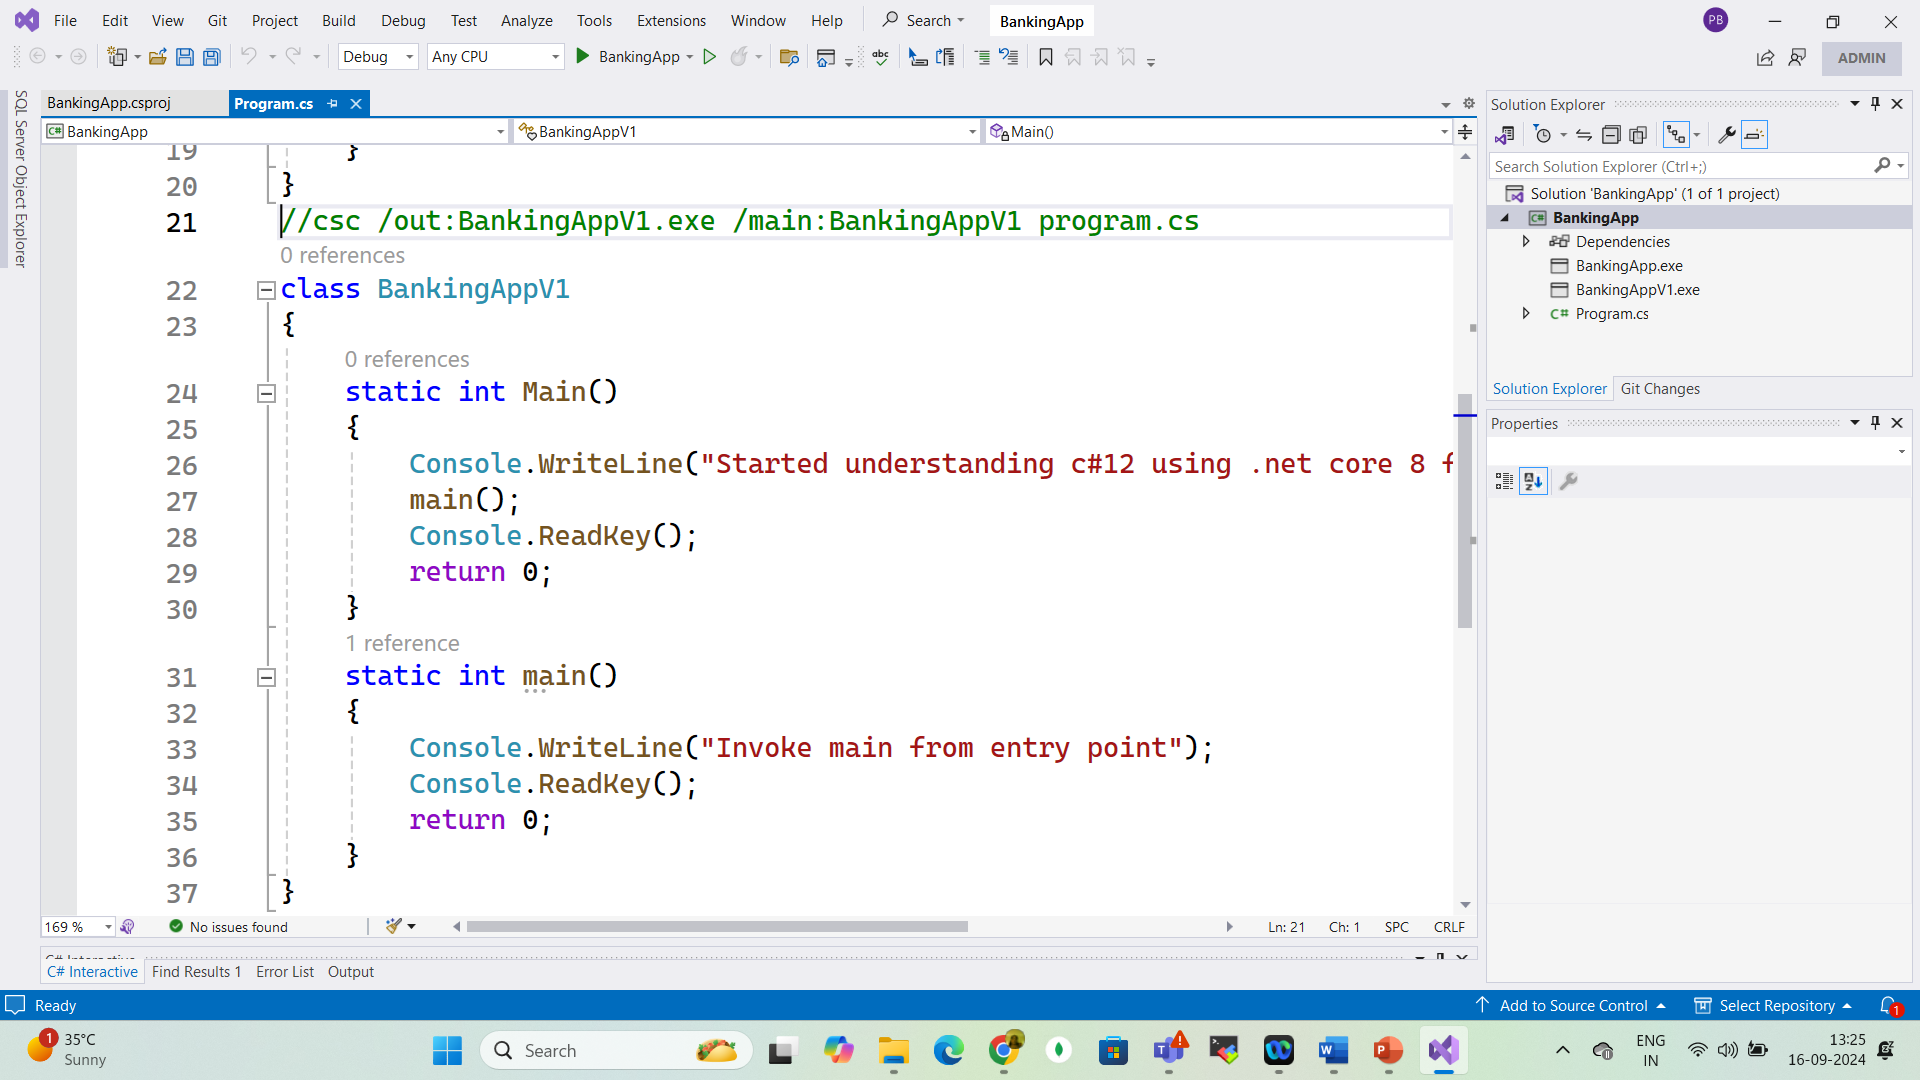 File Edit View Git Project Build Debug Test Analyze Tools Extensions Window Help Search BankingApp PB
Debug Any CPU BankingApp abc ADMIN
SQL Server Object Explorer
BankingApp.csproj Program.cs
BankingApp BankingAppV1 Main()
19 }
20 }
21 //csc /out:BankingAppV1.exe /main:BankingAppV1 program.cs
0 references
22 class BankingAppV1
23 {
0 references
24 static int Main()
25 {
26 Console.WriteLine("Started understanding c#12 using .net core 8 f
27 main();
28 Console.ReadKey();
29 return 0;
30 }
1 reference
31 static int main()
32 {
33 Console.WriteLine("Invoke main from entry point");
34 Console.ReadKey();
35 return 0;
36 }
37 }
169 % No issues found Ln: 21 Ch: 1 SPC CRLF
C# Interactive
C# Interactive Find Results 1 Error List Output
Solution Explorer
Search Solution Explorer (Ctrl+;)
Solution 'BankingApp' (1 of 1 project)
C# BankingApp
Dependencies
BankingApp.exe
BankingAppV1.exe
C# Program.cs
Solution Explorer Git Changes
Properties
Ready Add to Source Control Select Repository 1
1 35°C
Sunny
Search
ENG
IN
13:25
16-09-2024